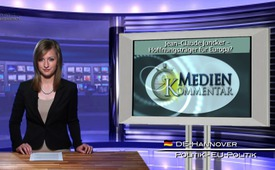 Jean-Claude Juncker -
Hoffnungsträger für Europa?
MEDIEN
KOMMENTAR
DE-HANNOVER
POLITIK-EU-POLITIK